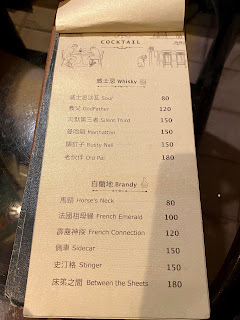 COCKTAIL
威士忌 Whisky
威士忌沙瓦 Sour 80
教父 Godfather 120
沉默第三者 Silent Third 150
曼哈頓 Manhattan 150
鏽釘子 Rusty Nail 150
老伙伴 Old Pal 180
白蘭地 Brandy
馬頸 Horse's Neck 80
法國祖母綠 French Emerald 100
霹靂神探 French Connection 120
側車 Sidecar 150
史汀格 Stinger 150
床笫之間 Between the Sheets 180